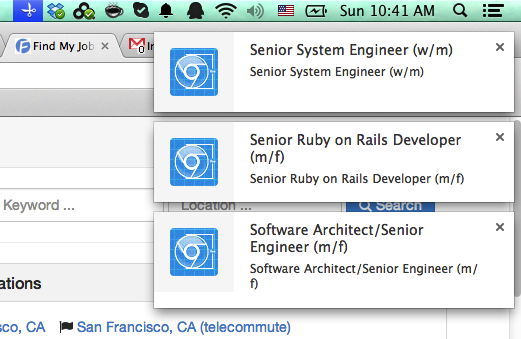 Sun 10:41 AM
Find My Job
0
Senior System Engineer (w/m)
Senior System Engineer (w/m)
Senior Ruby on Rails Developer
(m/f)
Senior Ruby on Rails Developer (m/f)
Keyword ...
Location ...
Search
Software Architect/Senior
Engineer (m/f)
Software Architect/Senior Engineer (m/
f)
ations
sco, CA
San Francisco, CA (telecommute)